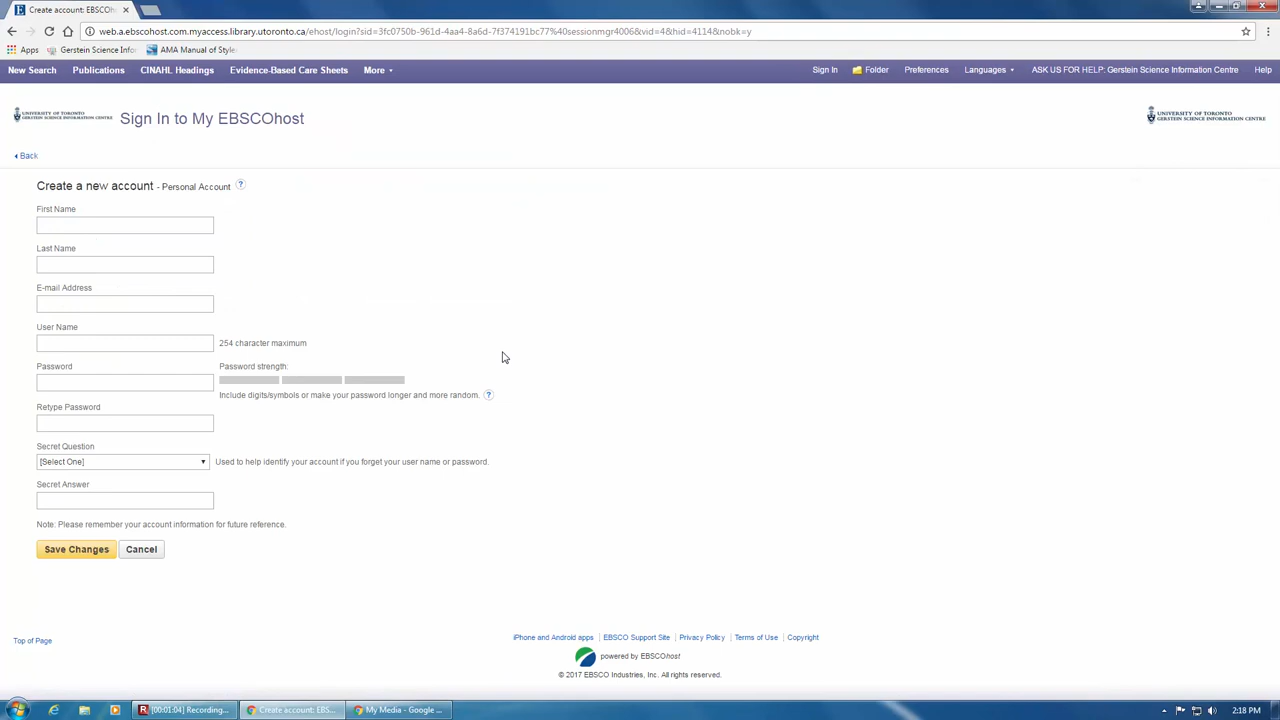 Create account: EBSCOH
web.a.ebscohost.com.myaccess.library.utoronto.ca/ehost/login?sid=3fc0750b-961d-4aa4-8a6d-7f374191bc77%40sessionmgr4006&vid=4&hid=4114&nobk=y
Apps Gerstein Science Info AMA Manual of Style
New Search Publications CINAHL Headings Evidence-Based Care Sheets More Sign In Folder Preferences Languages ASK US FOR HELP: Gerstein Science Information Centre Help
UNIVERSITY OF TORONTO
GERSTEIN SCIENCE INFORMATION CENTRE
Sign In to My EBSCOhost
UNIVERSITY OF TORONTO
GERSTEIN SCIENCE INFORMATION CENTRE
Back
Create a new account - Personal Account ?
First Name
Last Name
E-mail Address
User Name
254 character maximum
Password Password strength:
Include digits/symbols or make your password longer and more random. ?
Retype Password
Secret Question
[Select One] Used to help identify your account if you forget your user name or password.
Secret Answer
Note: Please remember your account information for future reference.
Save Changes Cancel
Top of Page iPhone and Android apps EBSCO Support Site Privacy Policy Terms of Use Copyright
powered by EBSCOhost
© 2017 EBSCO Industries, Inc. All rights reserved.
[00:01:04] Recording... Create account: EBS... My Media - Google ... 2:18 PM